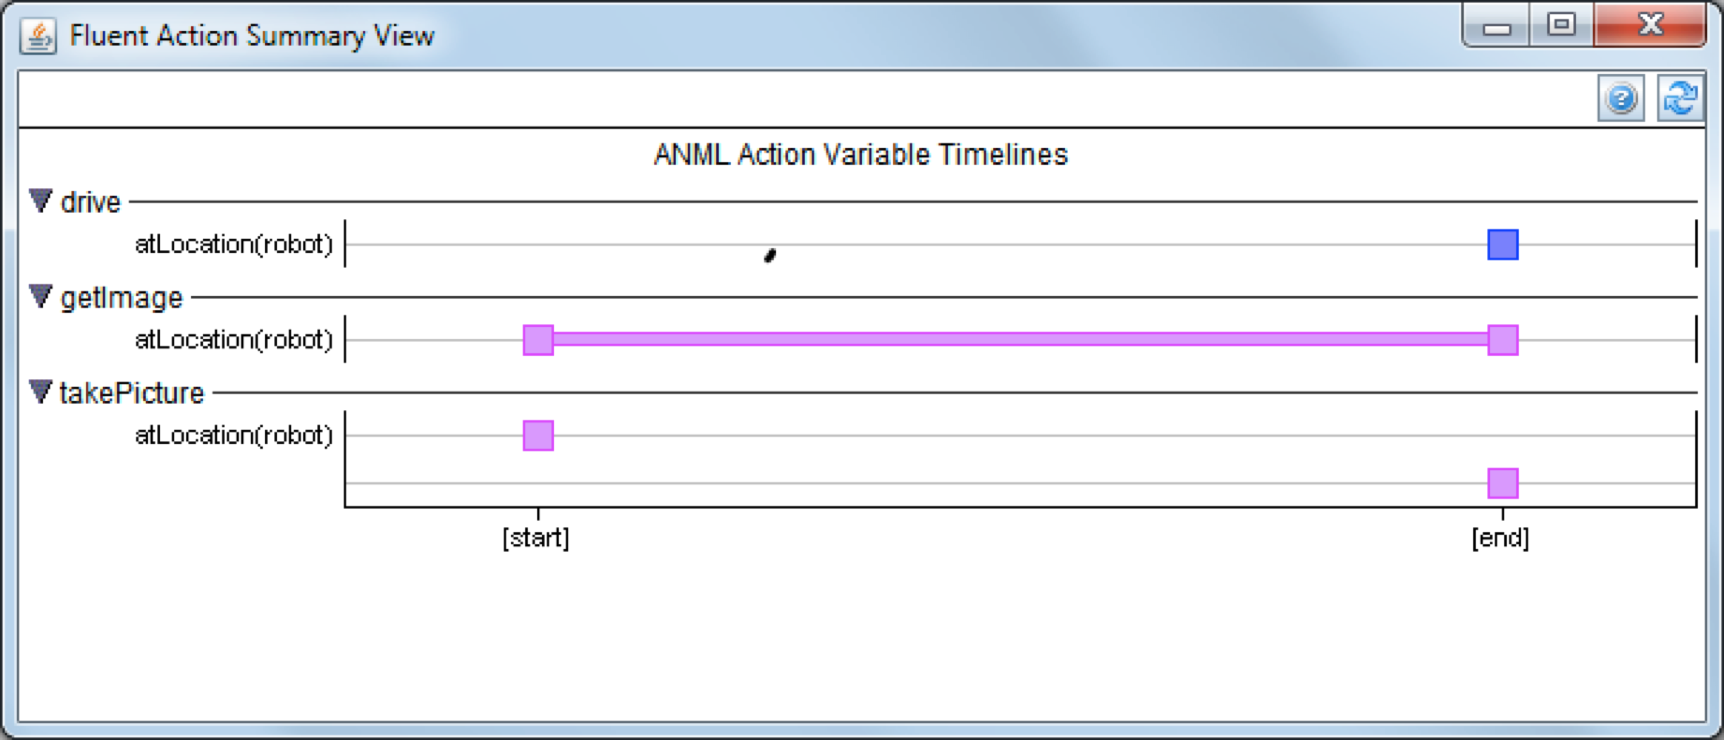 Fluent Action Summary View
ANML Action Variable Timelines
drive
atLocation(robot)
getImage
atLocation(robot)
takePicture
atLocation(robot)
[start] [end]